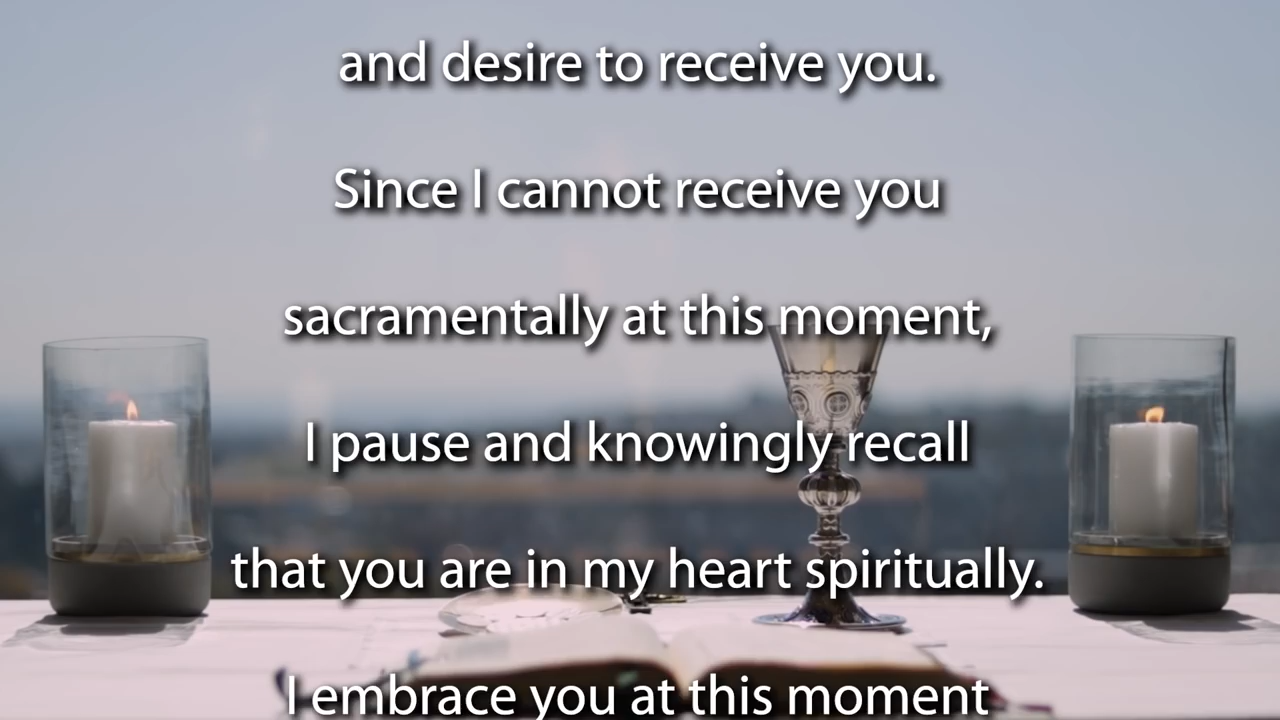 and desire to receive you.
Since I cannot receive you
sacramentally at this moment,
I pause and knowingly recall
that you are in my heart spiritually.
I embrace you at this moment